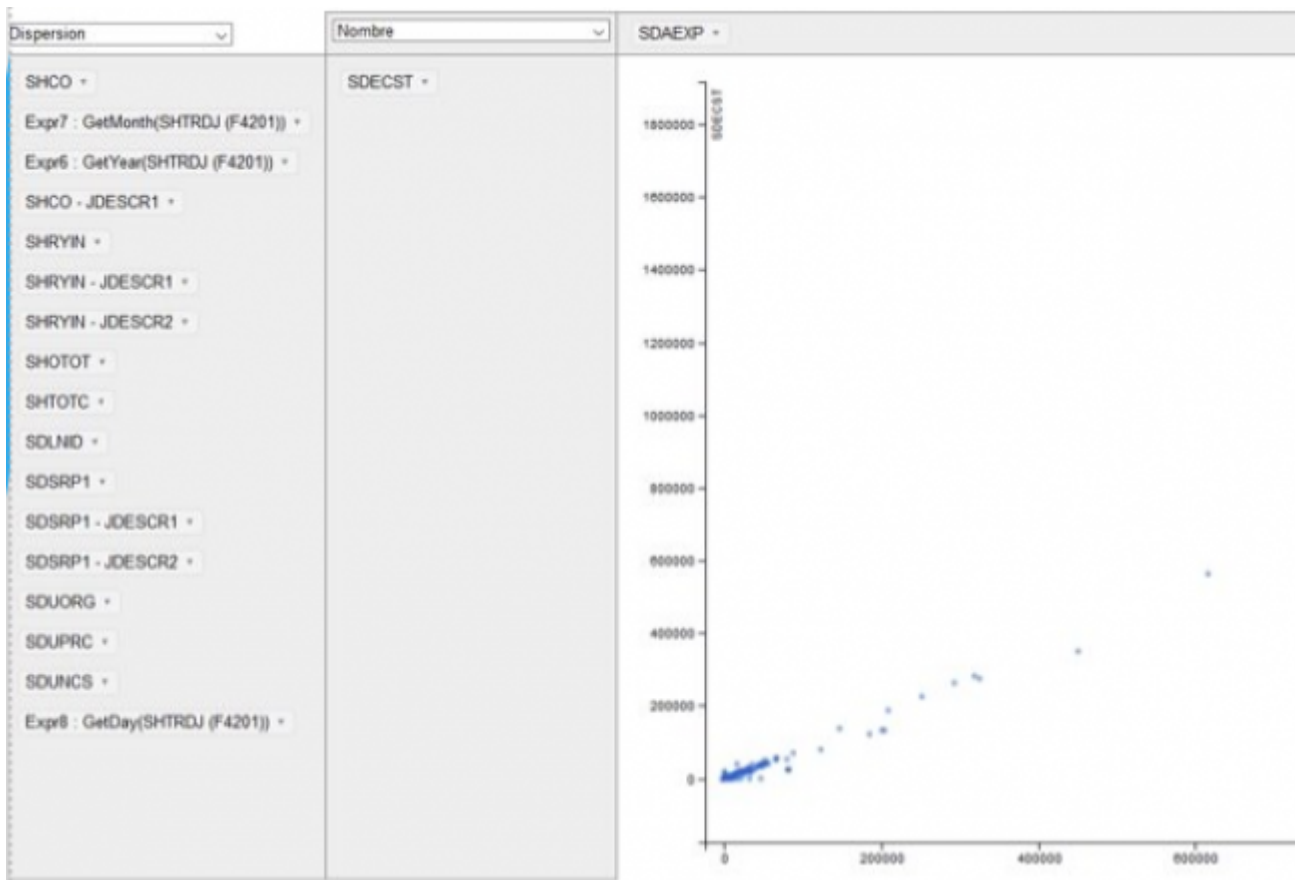 Dispersion
Nombre
SDAEXP
SHCO
SDECST
Expr7 : GetMonth(SHTRDJ (F4201))
Expr6 : GetYear(SHTRDJ (F4201))
SHCO - JDESCR1
SHRYIN
SHRYIN - JDESCR1
SHRYIN - JDESCR2
SHOTOT
SHTOTC
SDLNID
SDSRP1
SDSRP1 - JDESCR1
SDSRP1 - JDESCR2
SDUORG
SDUPRC
SDUNCS
Expr8 : GetDay(SHTRDJ (F4201))
SDECST
1800000
1600000
1400000
1200000
1000000
800000
600000
400000
200000
0
0 200000 400000 600000